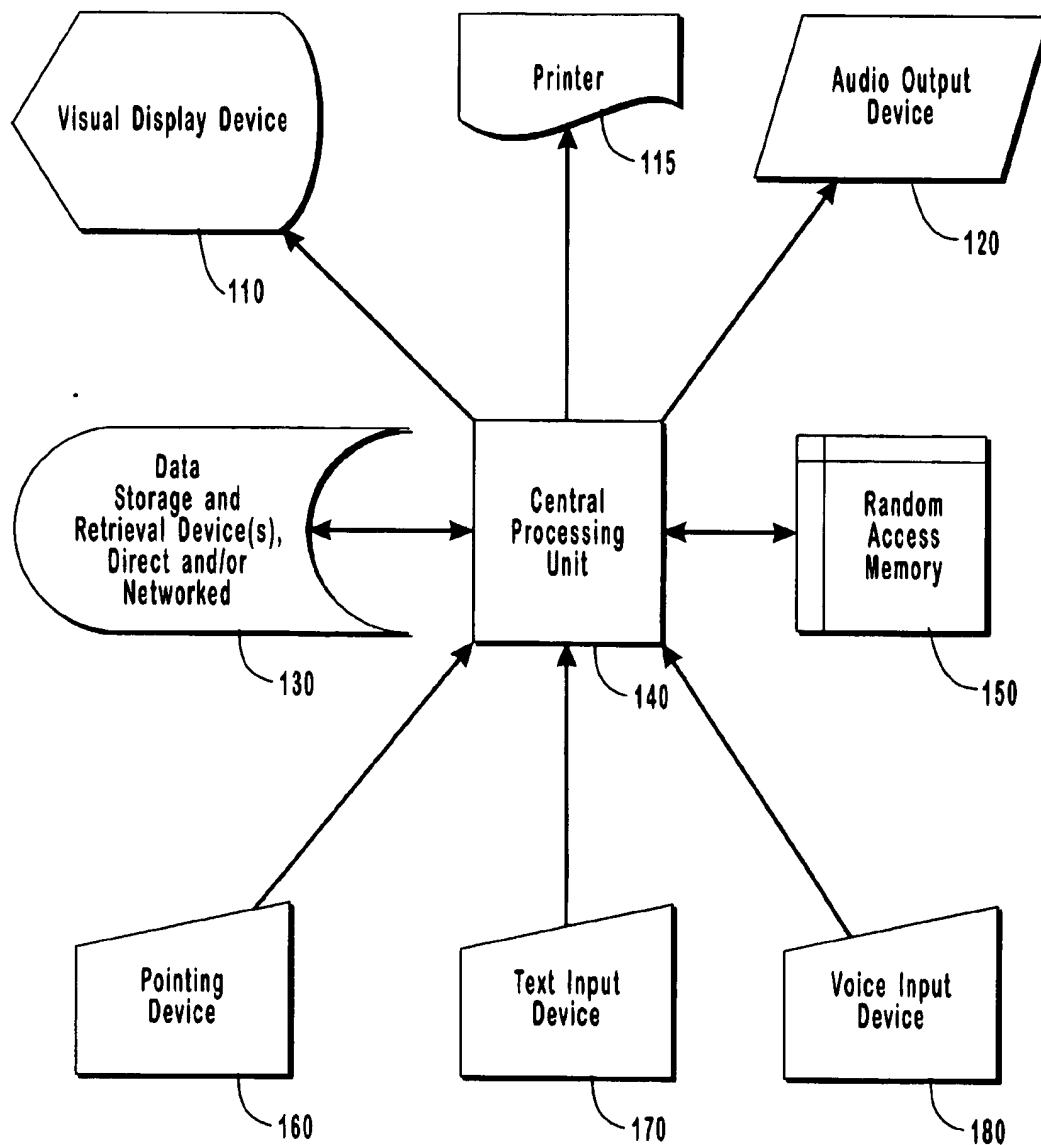 Visual Display Device
110
Printer
115
Audio Output
Device
120
Data
Storage and
Retrieval Device(s),
Direct and/or
Networked
130
Central
Processing
Unit
140
Random
Access
Memory
150
Pointing
Device
160
Text Input
Device
170
Voice Input
Device
180